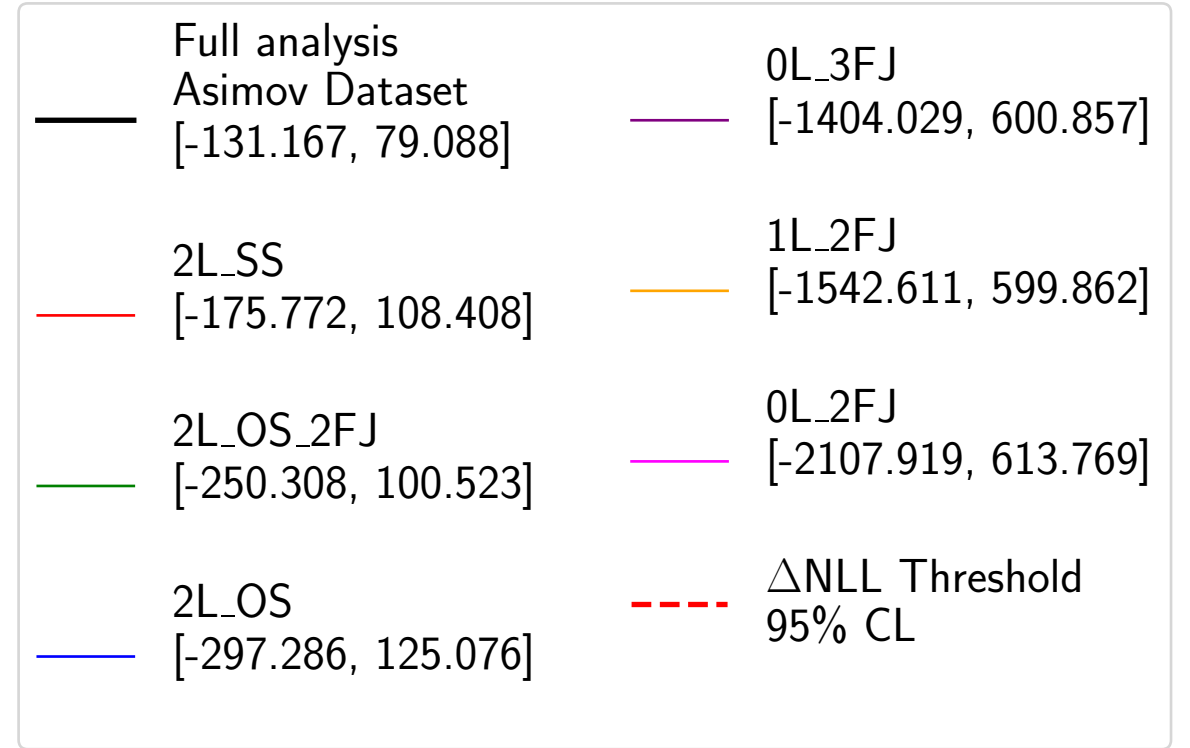 Full analysis
Asimov Dataset
[-131.167, 79.088]
2L_SS
[-175.772, 108.408]
2L_OS_2FJ
[-250.308, 100.523]
2L_OS
[-297.286, 125.076]
0L_3FJ
[-1404.029, 600.857]
1L_2FJ
[-1542.611, 599.862]
0L_2FJ
[-2107.919, 613.769]
ΔNLL Threshold
95% CL